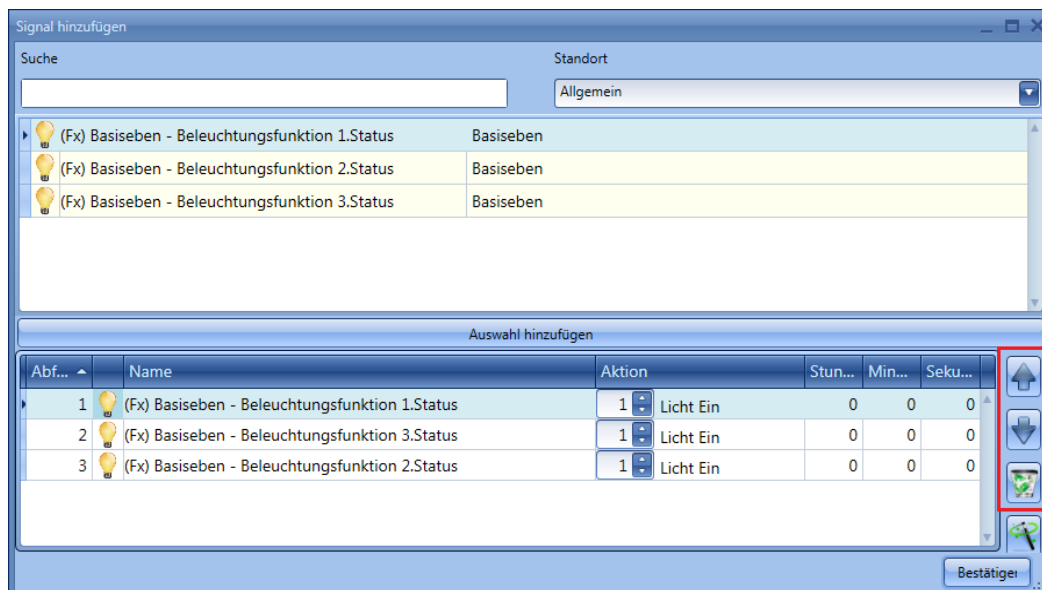 Signal hinzufügen
Suche Standort
Allgemein
(Fx) Basiseben - Beleuchtungsfunktion 1.Status Basiseben
(Fx) Basiseben - Beleuchtungsfunktion 2.Status Basiseben
(Fx) Basiseben - Beleuchtungsfunktion 3.Status Basiseben
Auswahl hinzufügen
Abf... Name Aktion Stun... Min... Seku...
1 (Fx) Basiseben - Beleuchtungsfunktion 1.Status 1 Licht Ein 0 0 0
2 (Fx) Basiseben - Beleuchtungsfunktion 3.Status 1 Licht Ein 0 0 0
3 (Fx) Basiseben - Beleuchtungsfunktion 2.Status 1 Licht Ein 0 0 0
Bestätiger